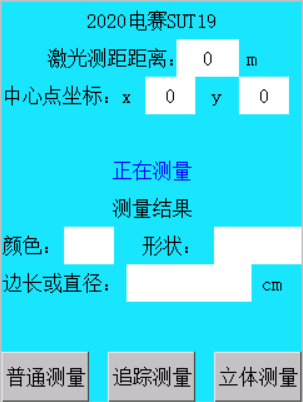 2020电赛SUT19
激光测距距离： 0 m
中心点坐标：x 0 y 0
正在测量
测量结果
颜色： 形状：
边长或直径： cm
普通测量 追踪测量 立体测量